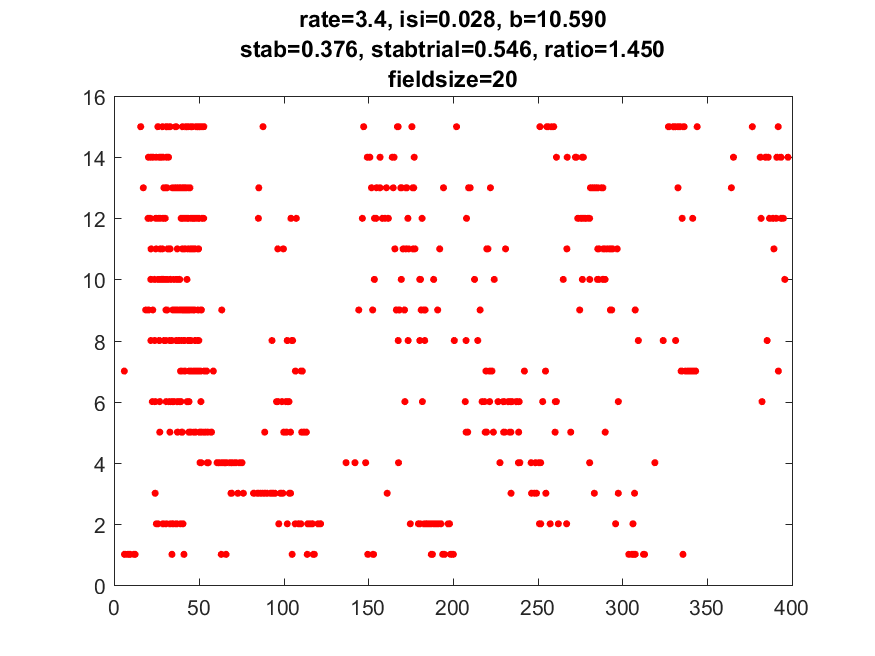 rate=3.4, isi=0.028, b=10.590
stab=0.376, stabtrial=0.546, ratio=1.450
fieldsize=20
16
14
12
10
8
6
4
2
0
0 50 100 150 200 250 300 350 400